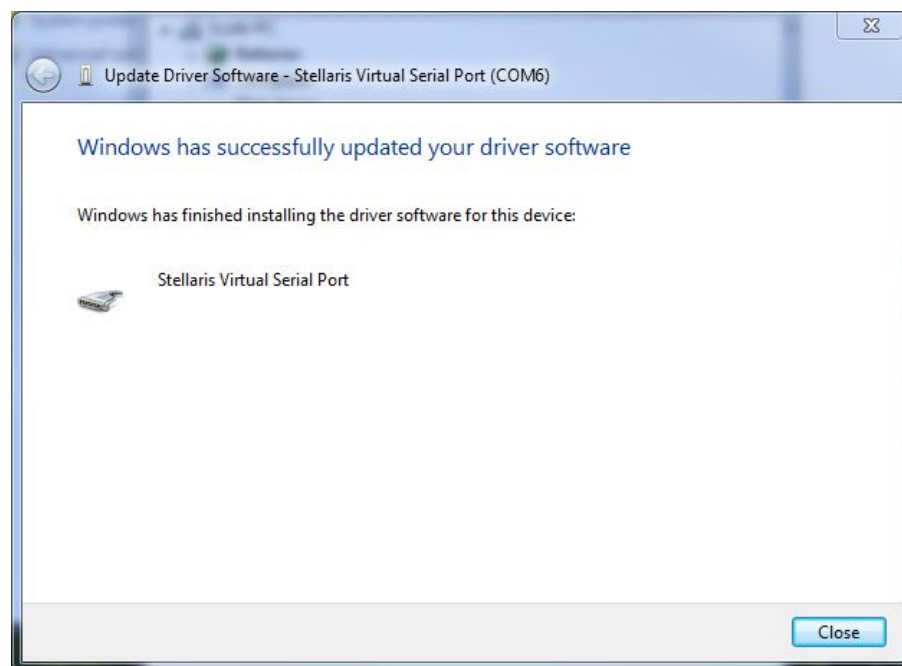 Update Driver Software - Stellaris Virtual Serial Port (COM6)
Windows has successfully updated your driver software
Windows has finished installing the driver software for this device:
Stellaris Virtual Serial Port
Close